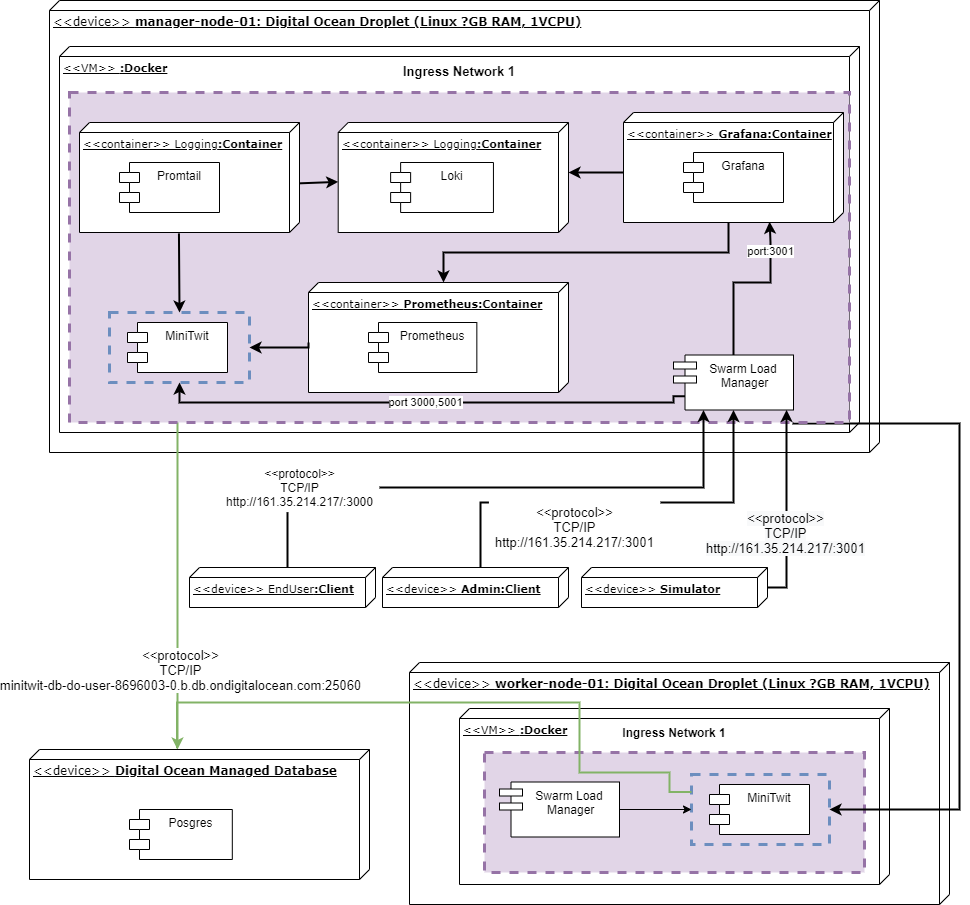 <<device>> manager-node-01: Digital Ocean Droplet (Linux ?GB RAM, 1VCPU)
<<VM>> :Docker
Ingress Network 1
<<container>> Logging:Container
Promtail
<<container>> Logging:Container
Loki
<<container>> Grafana:Container
Grafana
port:3001
<<container>> Prometheus:Container
Prometheus
MiniTwit
Swarm Load
Manager
port 3000,5001
<<protocol>>
TCP/IP
http://161.35.214.217/:3000
<<protocol>>
TCP/IP
http://161.35.214.217/:3001
<<protocol>>
TCP/IP
http://161.35.214.217/:3001
<<device>> EndUser:Client
<<device>> Admin:Client
<<device>> Simulator
<<protocol>>
TCP/IP
minitwit-db-do-user-8696003-0.b.db.ondigitalocean.com:25060
<<device>> worker-node-01: Digital Ocean Droplet (Linux ?GB RAM, 1VCPU)
<<VM>> :Docker
Ingress Network 1
Swarm Load
Manager
MiniTwit
<<device>> Digital Ocean Managed Database
Posgres